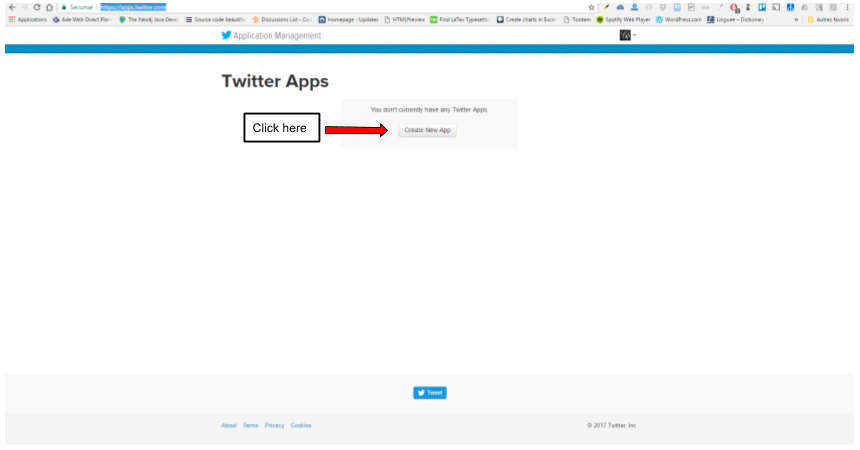 Secured | https://apps.twitter.com
Applications Ade Web Direct Plan The Neo4j Java Devel Source code beautifi Discussions List - Co Homepage - Updates HTMLPreview Find LaTex Typesetti Create charts in Excel Tooltem Spotify Web Player WordPress.com Linguee – Dictionary f » Autres favoris
Application Management
Twitter Apps
You don't currently have any Twitter Apps.
Click here
Create New App
Tweet
About Terms Privacy Cookies
© 2017 Twitter, Inc.